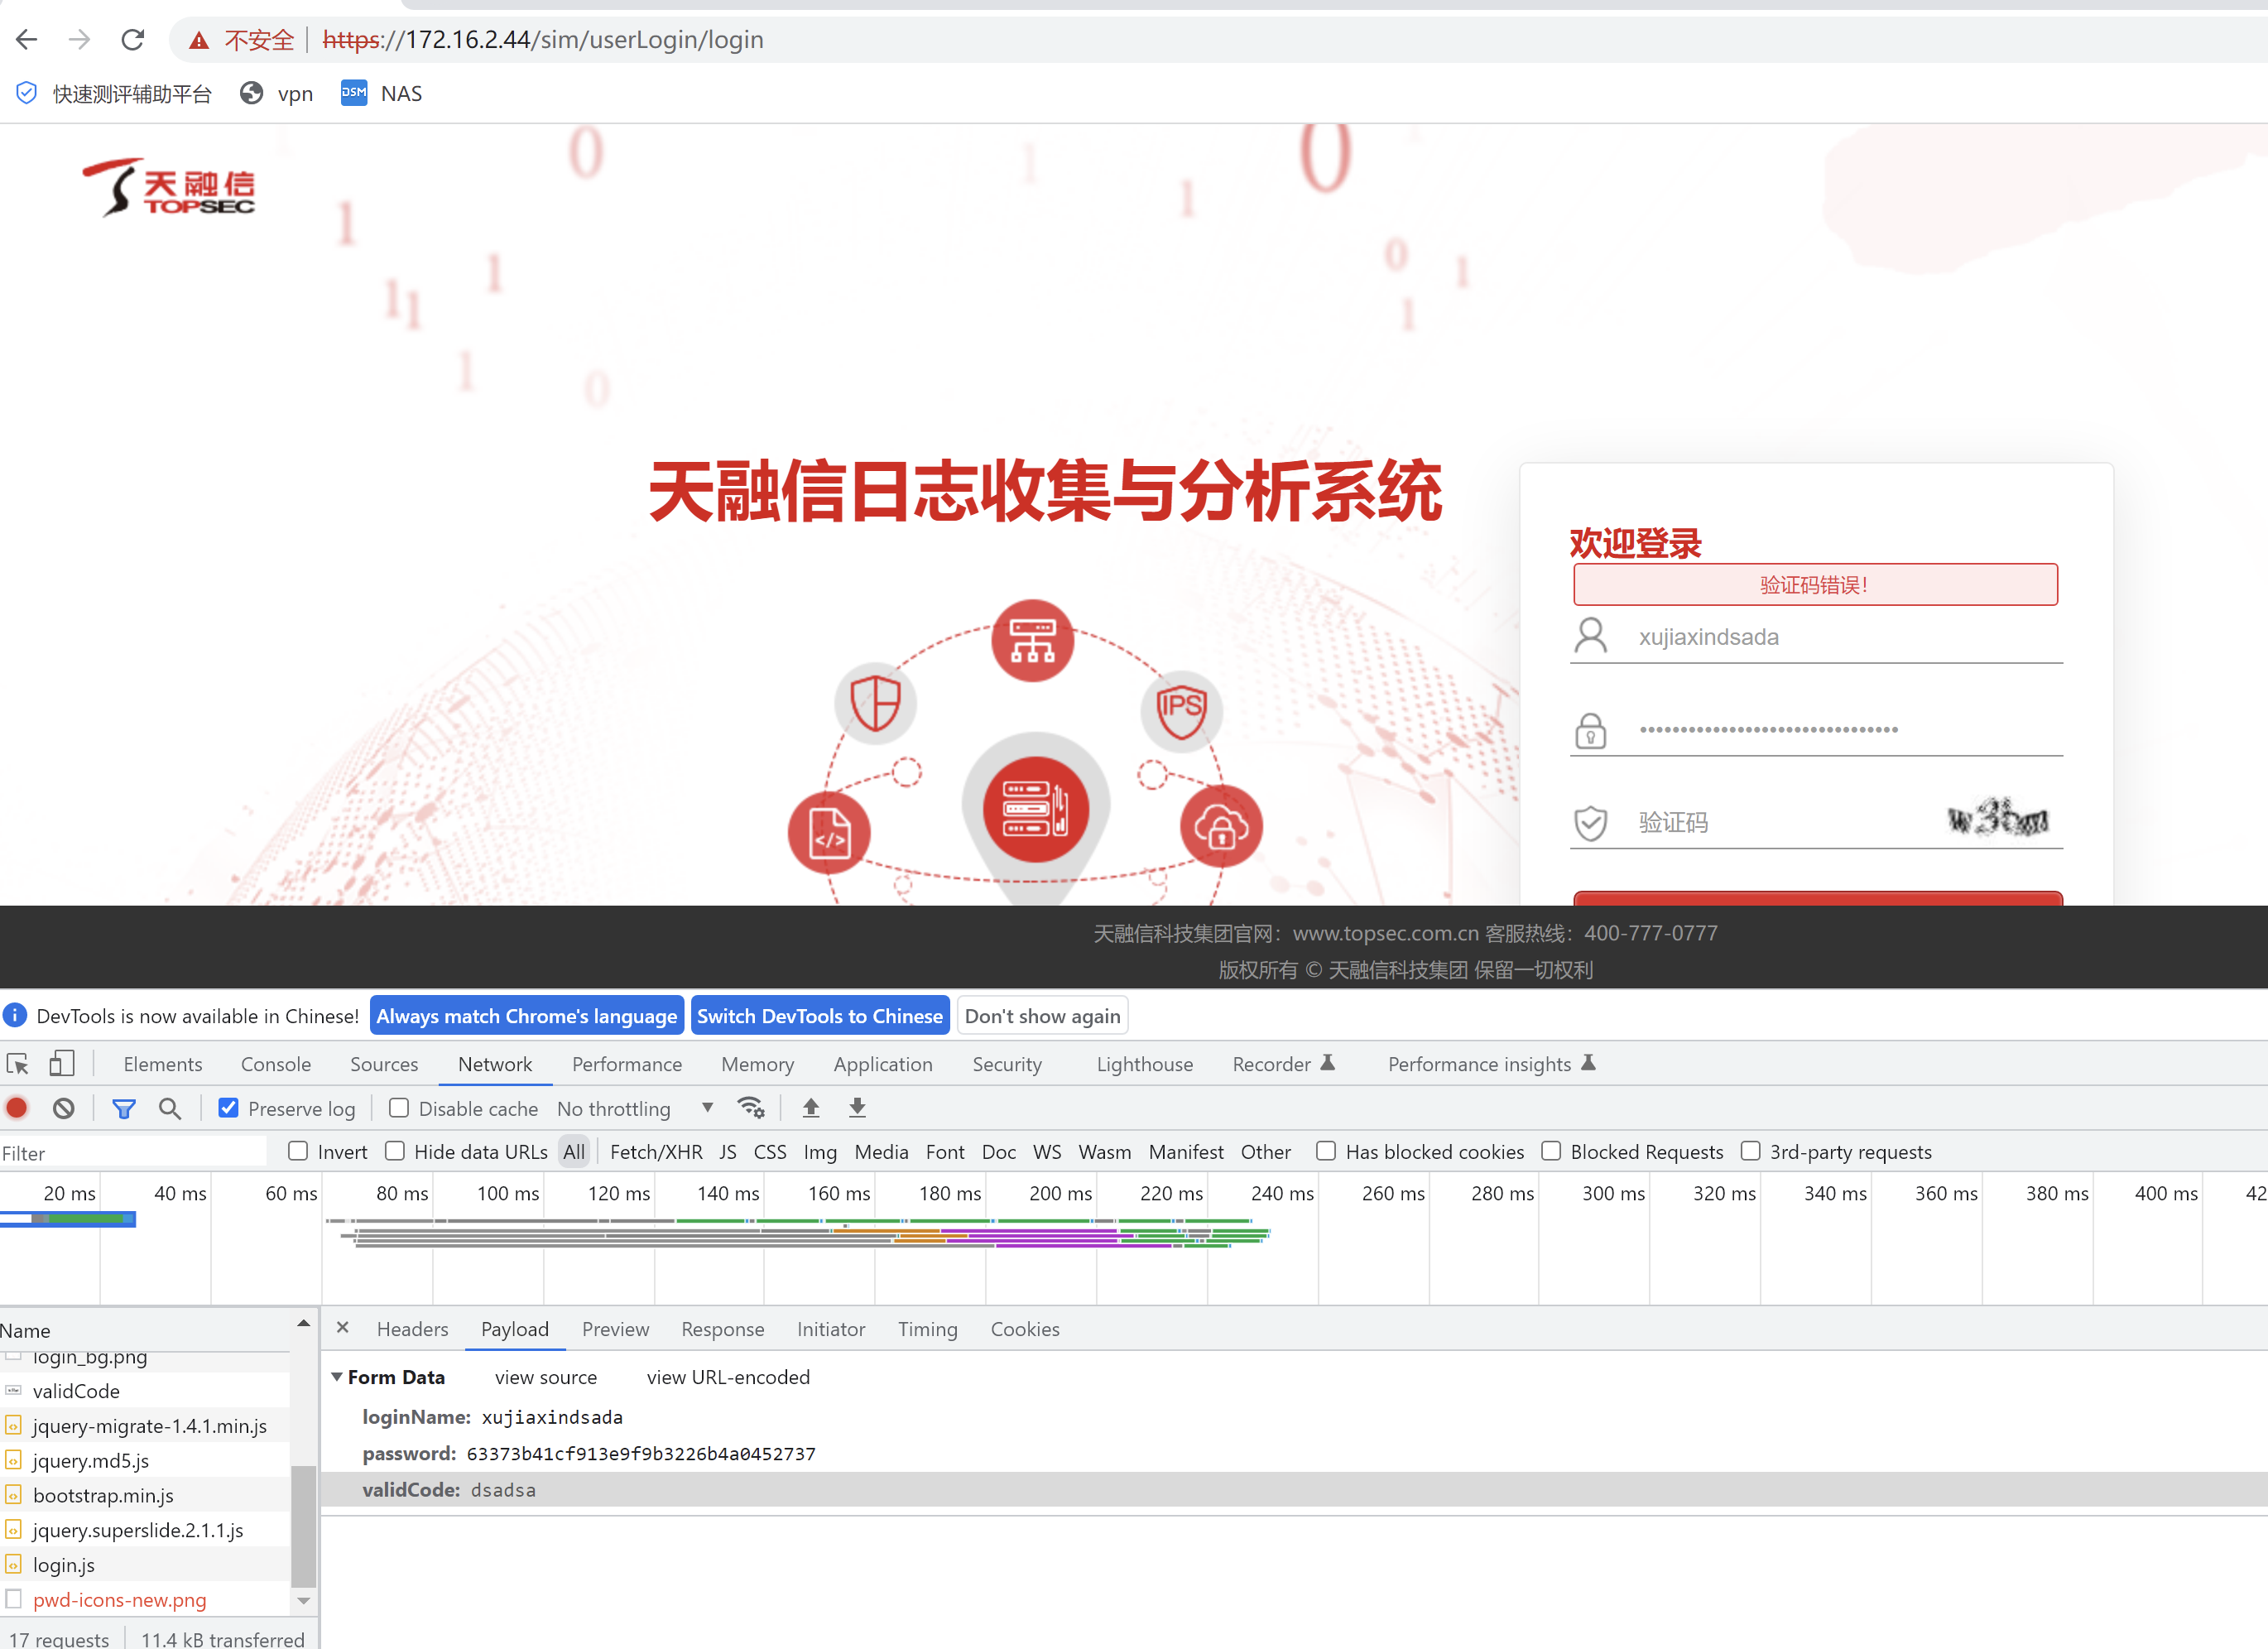 不安全 https://172.16.2.44/sim/userLogin/login
快速测评辅助平台 vpn DSM NAS
天融信
TOPSEC
天融信日志收集与分析系统
欢迎登录
验证码错误!
xujiaxindsada
IPS
验证码
天融信科技集团官网：www.topsec.com.cn 客服热线：400-777-0777
版权所有 © 天融信科技集团 保留一切权利
DevTools is now available in Chinese! Always match Chrome's language Switch DevTools to Chinese Don't show again
Elements Console Sources Network Performance Memory Application Security Lighthouse Recorder Performance insights
Preserve log Disable cache No throttling
Filter Invert Hide data URLs All Fetch/XHR JS CSS Img Media Font Doc WS Wasm Manifest Other Has blocked cookies Blocked Requests 3rd-party requests
20 ms 40 ms 60 ms 80 ms 100 ms 120 ms 140 ms 160 ms 180 ms 200 ms 220 ms 240 ms 260 ms 280 ms 300 ms 320 ms 340 ms 360 ms 380 ms 400 ms 42
Name
Headers Payload Preview Response Initiator Timing Cookies
login_bg.png
validCode
jquery-migrate-1.4.1.min.js
jquery.md5.js
bootstrap.min.js
jquery.superslide.2.1.1.js
login.js
pwd-icons-new.png
17 requests 11.4 kB transferred
Form Data view source view URL-encoded
loginName: xujiaxindsada
password: 63373b41cf913e9f9b3226b4a0452737
validCode: dsadsa